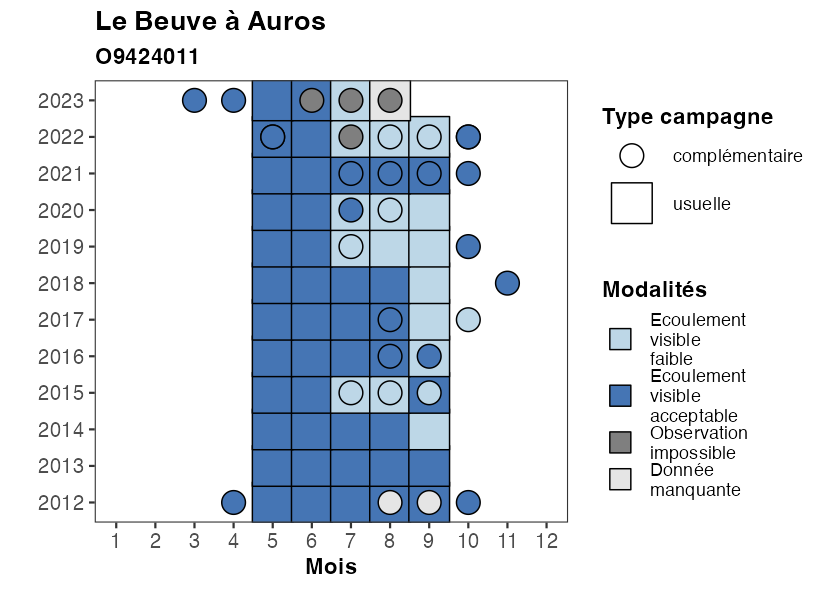 Le Beuve à Auros
O9424011
2023
2022
2021
2020
2019
2018
2017
2016
2015
2014
2013
2012
1 2 3 4 5 6 7 8 9 10 11 12
Mois
Type campagne
complémentaire
usuelle
Modalités
Ecoulement
visible
faible
Ecoulement
visible
acceptable
Observation
impossible
Donnée
manquante